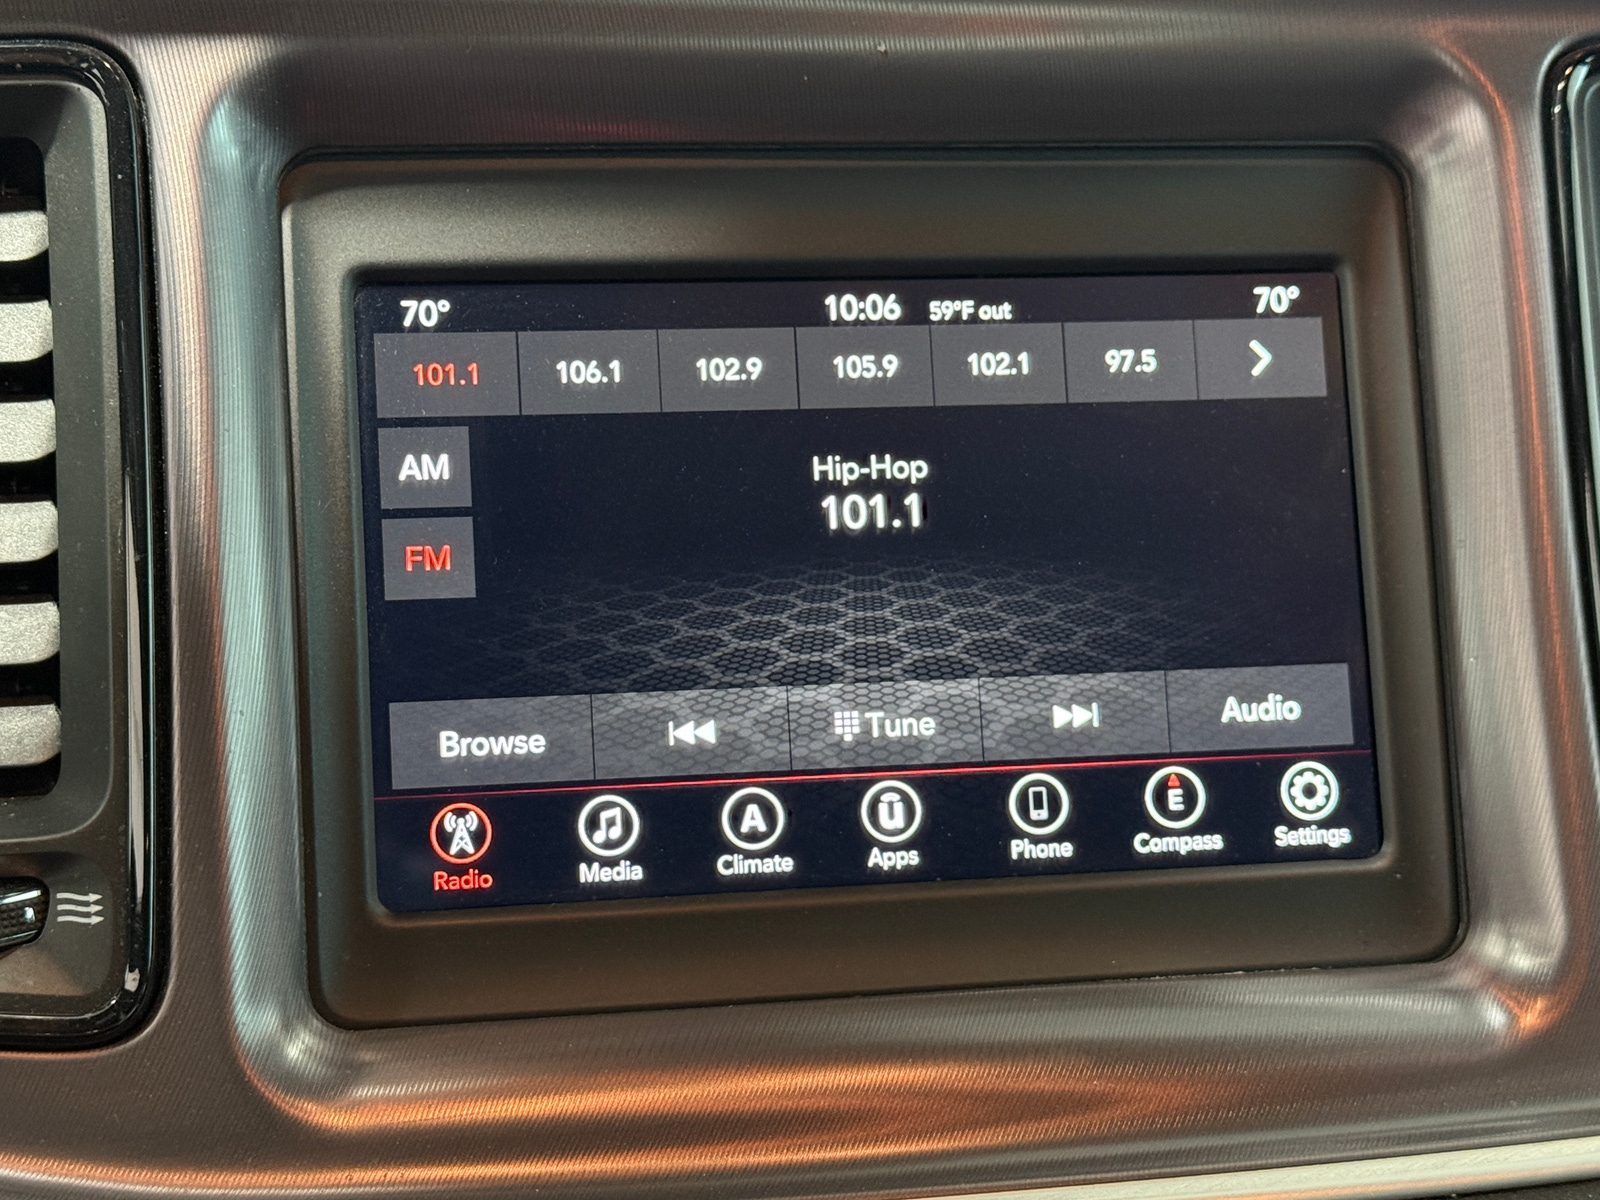 70° 10:06 59°F out 70°
101.1 106.1 102.9 105.9 102.1 97.5
AM
Hip-Hop
101.1
FM
Browse Tune Audio
A ü E
Radio Media Climate Apps Phone Compass Settings